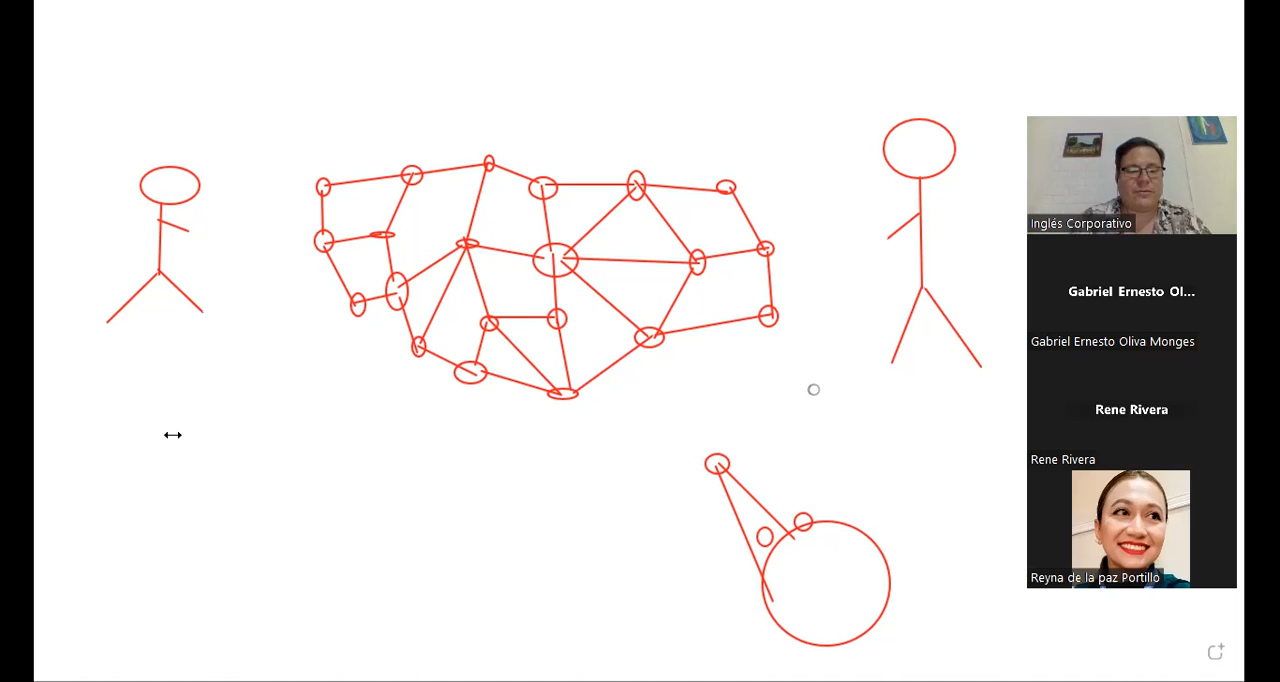 Inglés Corporativo
Gabriel Ernesto Ol...
Gabriel Ernesto Oliva Monges
Rene Rivera
Rene Rivera
Reyna de la paz Portillo